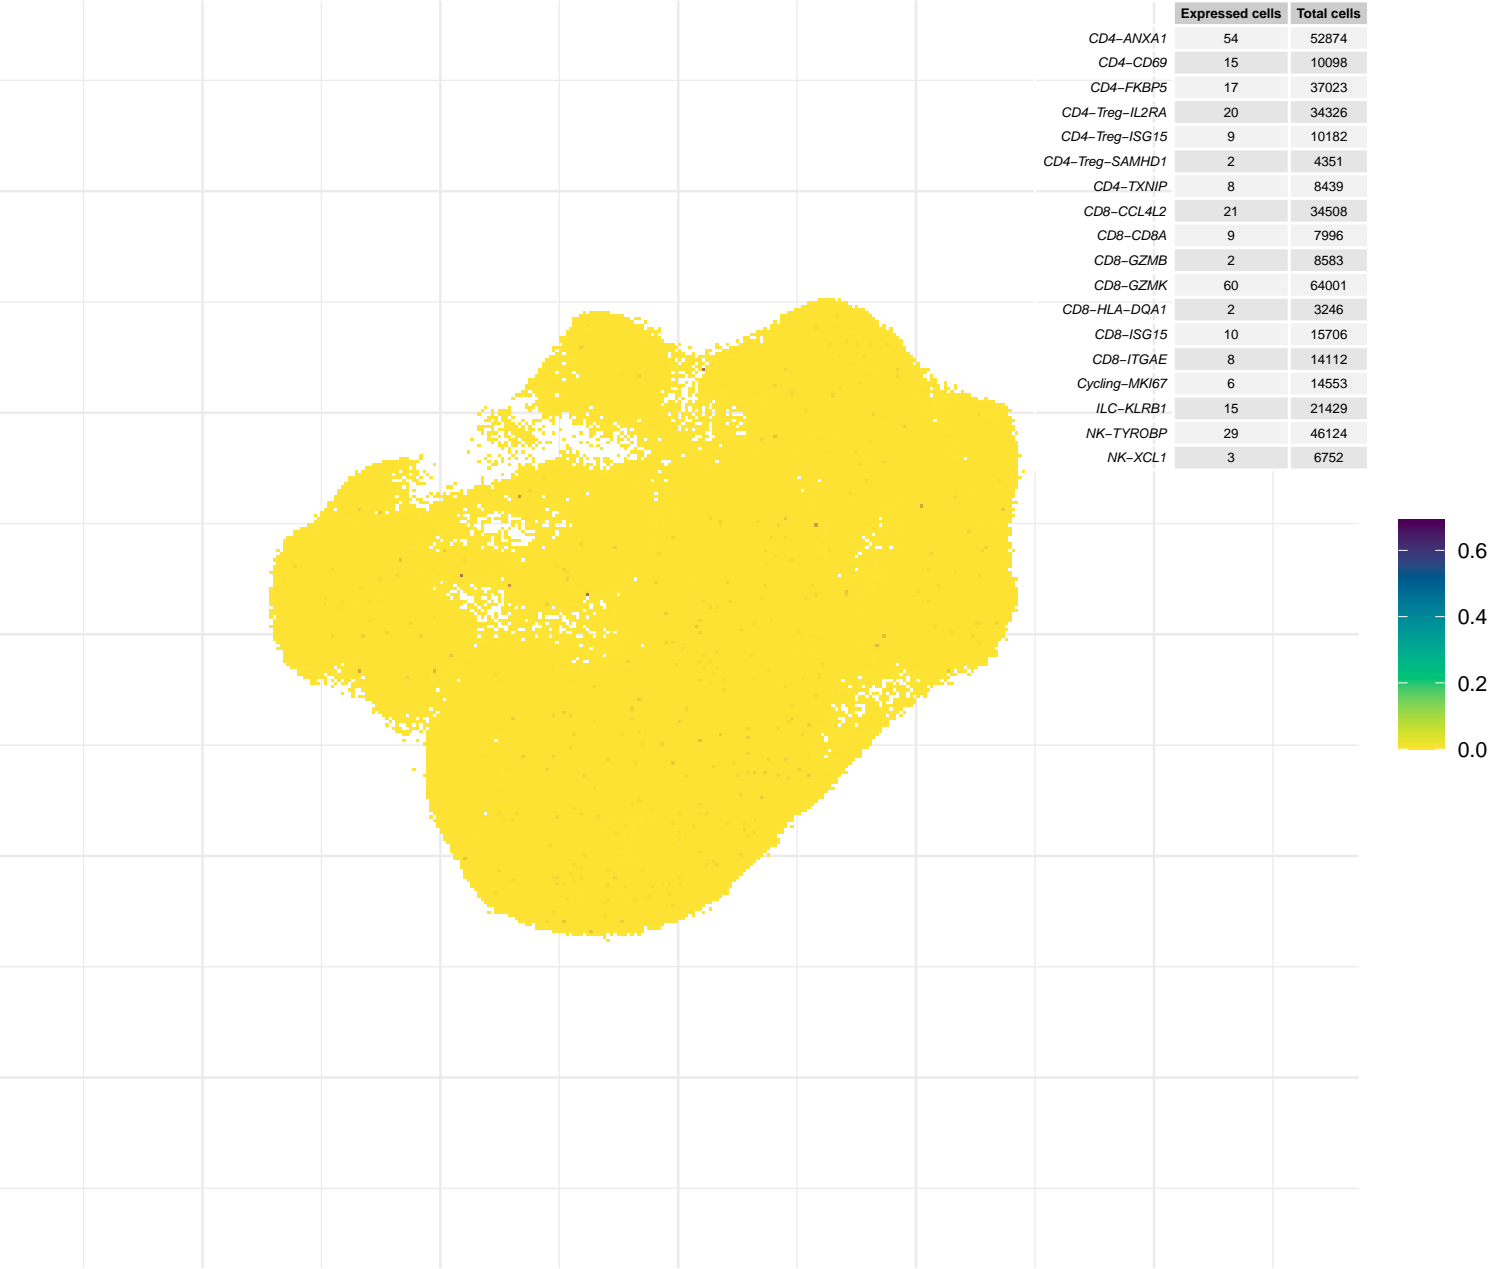 Expressed cells Total cells
CD4−ANXA1 54 52874
CD4−CD69 15 10098
CD4−FKBP5 17 37023
CD4−Treg−IL2RA 20 34326
CD4−Treg−ISG15 9 10182
CD4−Treg−SAMHD1 2 4351
CD4−TXNIP 8 8439
CD8−CCL4L2 21 34508
CD8−CD8A 9 7996
CD8−GZMB 2 8583
CD8−GZMK 60 64001
CD8−HLA−DQA1 2 3246
CD8−ISG15 10 15706
CD8−ITGAE 8 14112
Cycling−MKI67 6 14553
ILC−KLRB1 15 21429
NK−TYROBP 29 46124
NK−XCL1 3 6752
0.6
0.4
0.2
0.0